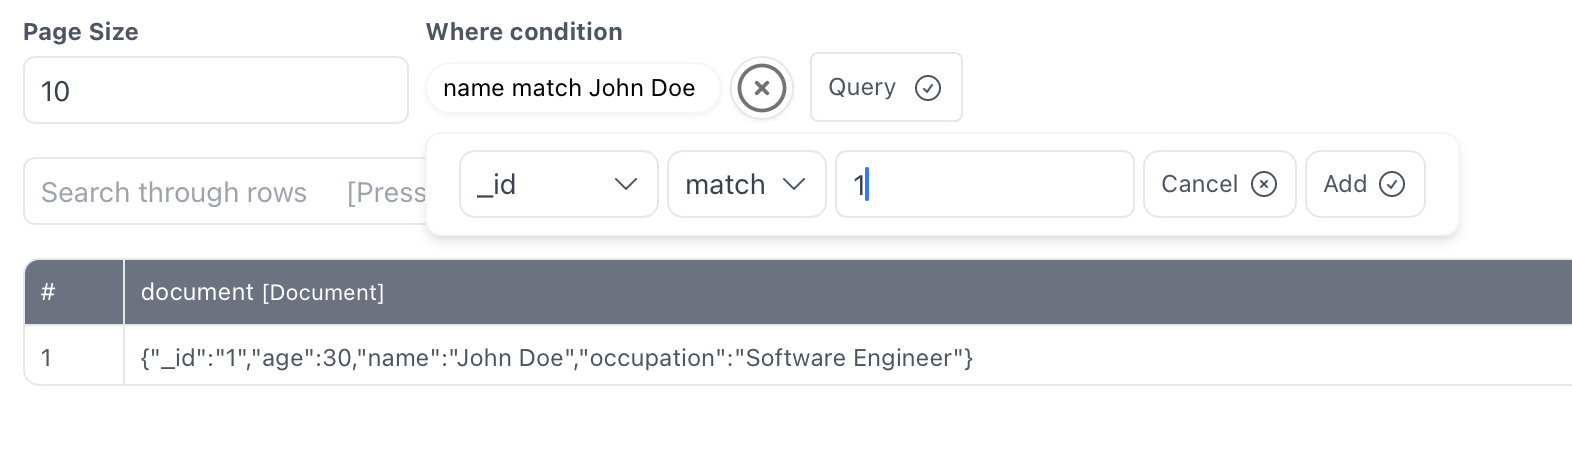 Page Size
Where condition
10
name match John Doe
Query
Search through rows [Press
_id
match
1
Cancel
Add
# document [Document]
1 {"_id":"1","age":30,"name":"John Doe","occupation":"Software Engineer"}